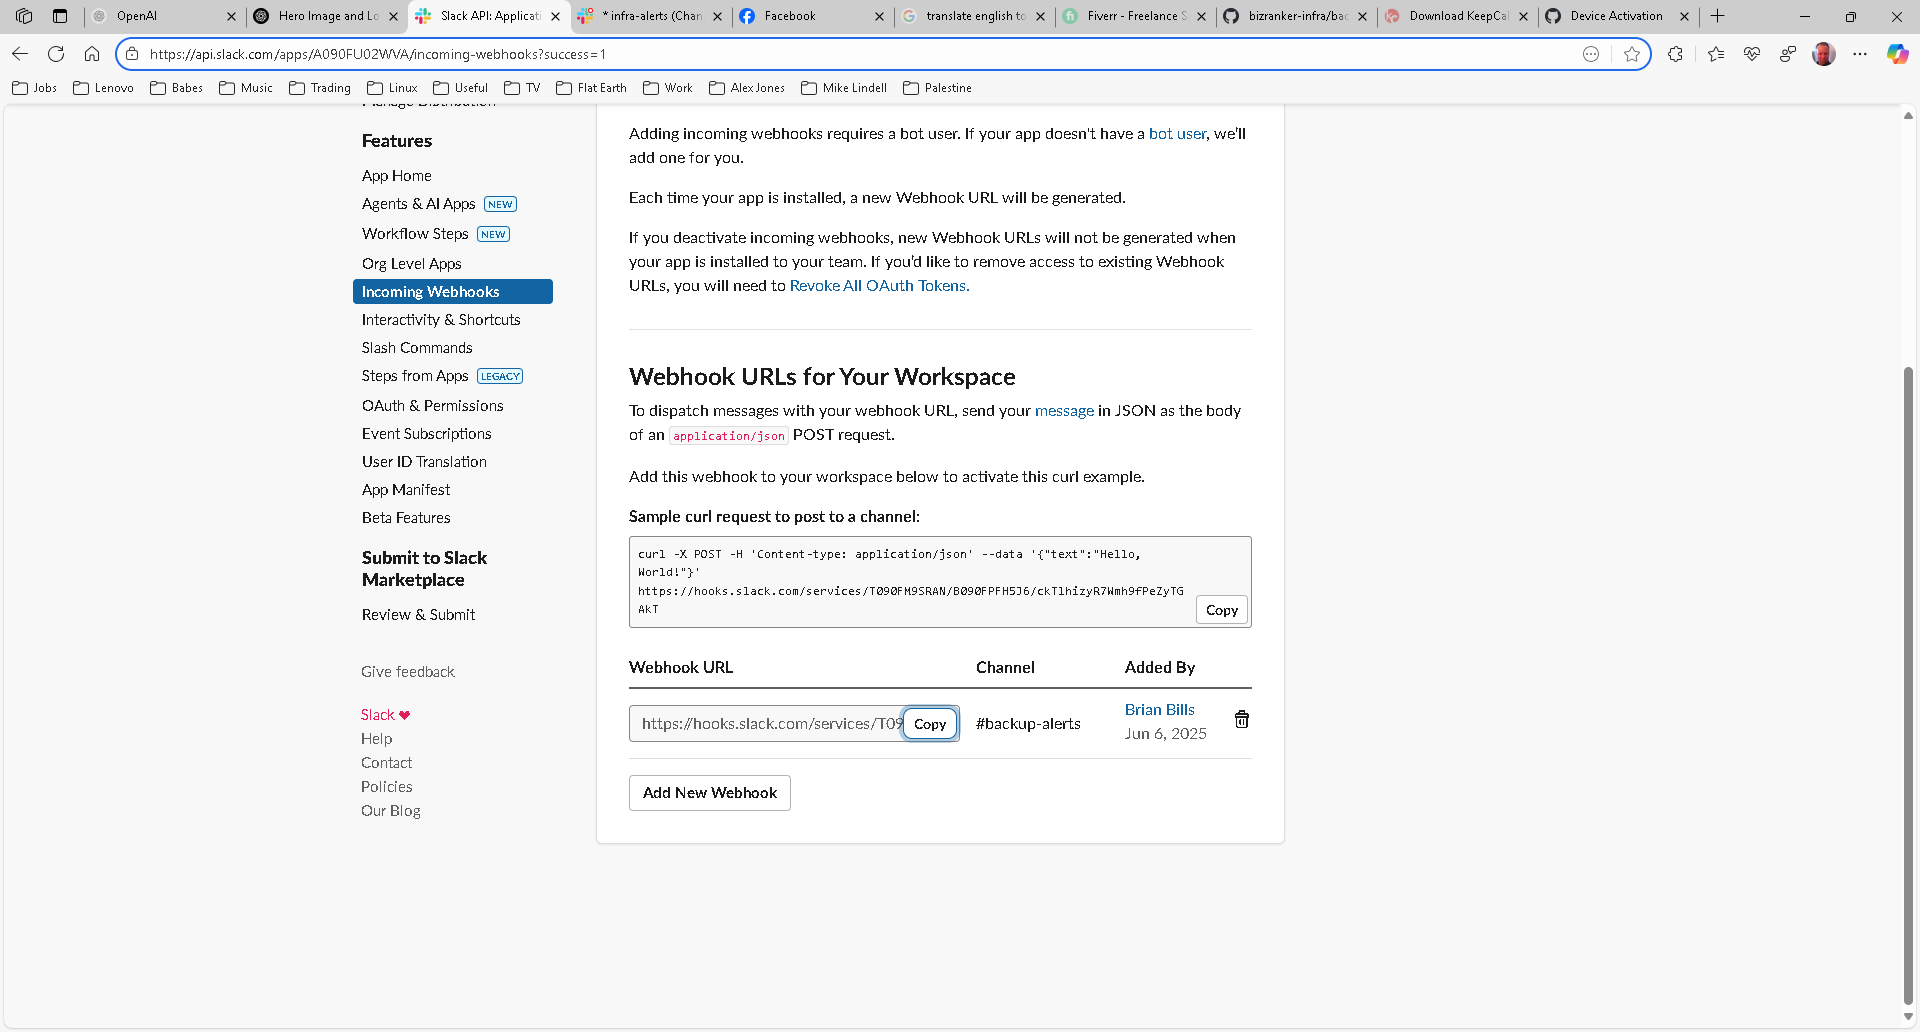 OpenAI
Hero Image and Lo
Slack API: Applicati
* infra-alerts (Chan
Facebook
translate english to
Fiverr - Freelance S
bizranker-infra/bac
Download KeepCal
Device Activation
https://api.slack.com/apps/A090FU02WVA/incoming-webhooks?success=1
Jobs
Lenovo
Babes
Music
Trading
Linux
Useful
TV
Flat Earth
Work
Alex Jones
Mike Lindell
Palestine
Manage Distribution
Features
App Home
Agents & AI Apps NEW
Workflow Steps NEW
Org Level Apps
Incoming Webhooks
Interactivity & Shortcuts
Slash Commands
Steps from Apps LEGACY
OAuth & Permissions
Event Subscriptions
User ID Translation
App Manifest
Beta Features
Submit to Slack
Marketplace
Review & Submit
Give feedback
Slack
Help
Contact
Policies
Our Blog
Adding incoming webhooks requires a bot user. If your app doesn't have a bot user, we'll
add one for you.
Each time your app is installed, a new Webhook URL will be generated.
If you deactivate incoming webhooks, new Webhook URLs will not be generated when
your app is installed to your team. If you'd like to remove access to existing Webhook
URLs, you will need to Revoke All OAuth Tokens.
Webhook URLs for Your Workspace
To dispatch messages with your webhook URL, send your message in JSON as the body
of an application/json POST request.
Add this webhook to your workspace below to activate this curl example.
Sample curl request to post to a channel:
curl -X POST -H 'Content-type: application/json' --data '{"text":"Hello,
World!"}'
https://hooks.slack.com/services/T090FM9SRAN/B090FPFH5J6/ckTlhizyR7Wmh9fPeZyTG
AkT
Copy
Webhook URL Channel Added By
https://hooks.slack.com/services/T09 Copy #backup-alerts Brian Bills
Jun 6, 2025
Add New Webhook